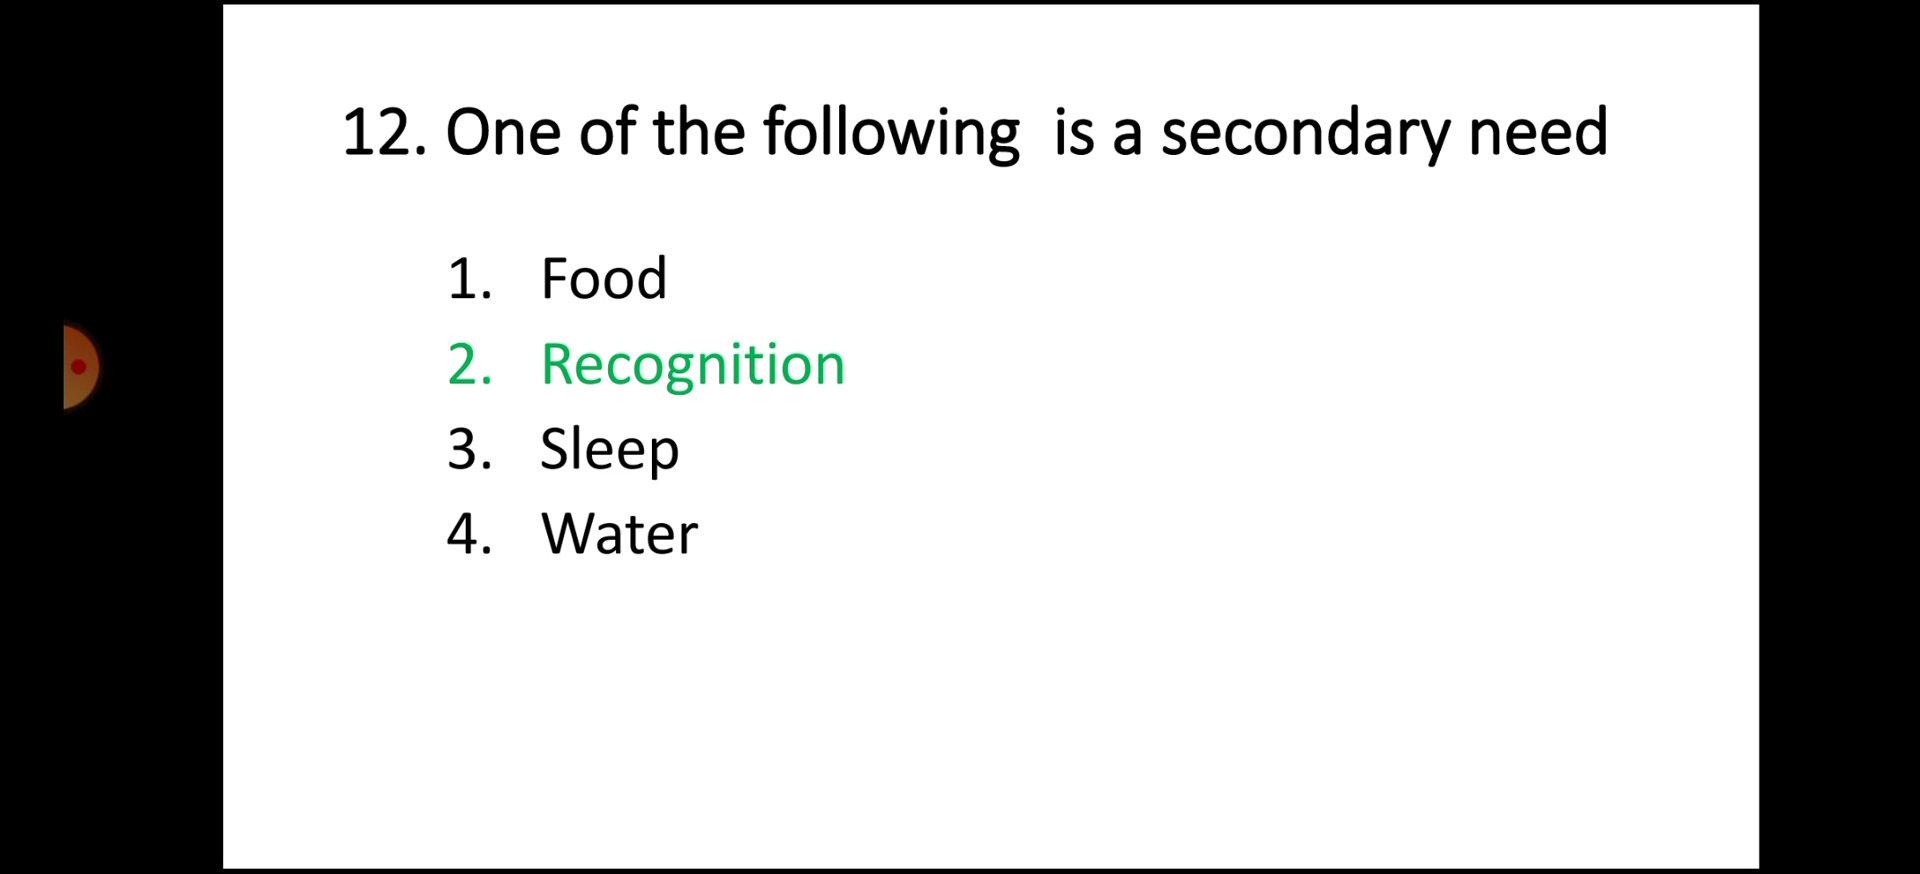 12. One of the following  is a secondary need
1. Food
2. Recognition
3. Sleep
4. Water